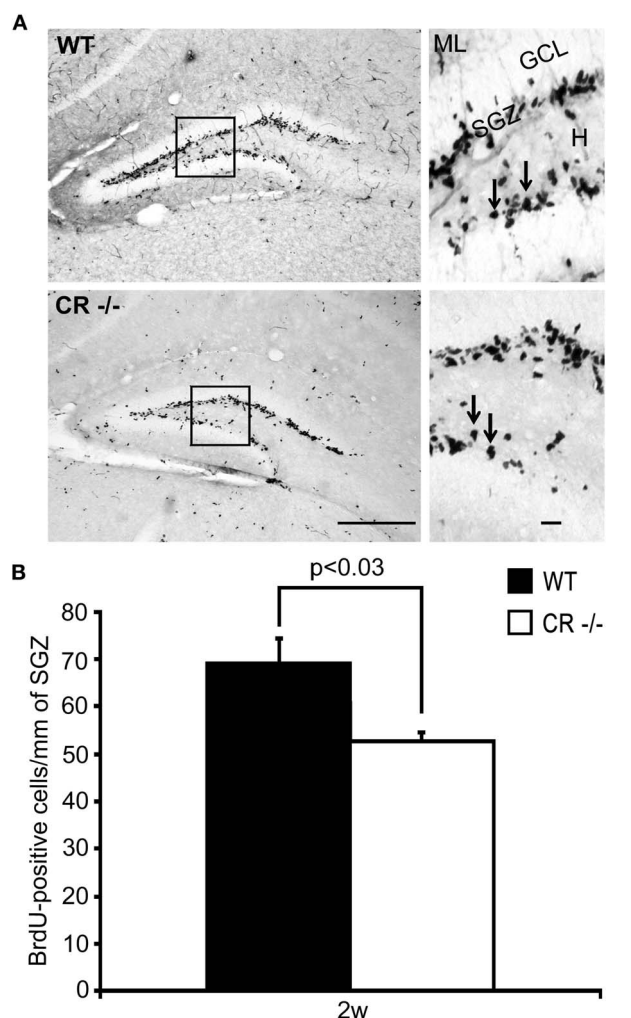 A
WT
ML
GCL
SGZ
H
CR -/-
B
p<0.03
WT
CR -/-
BrdU-positive cells/mm of SGZ
80
70
60
50
40
30
20
10
0
2w